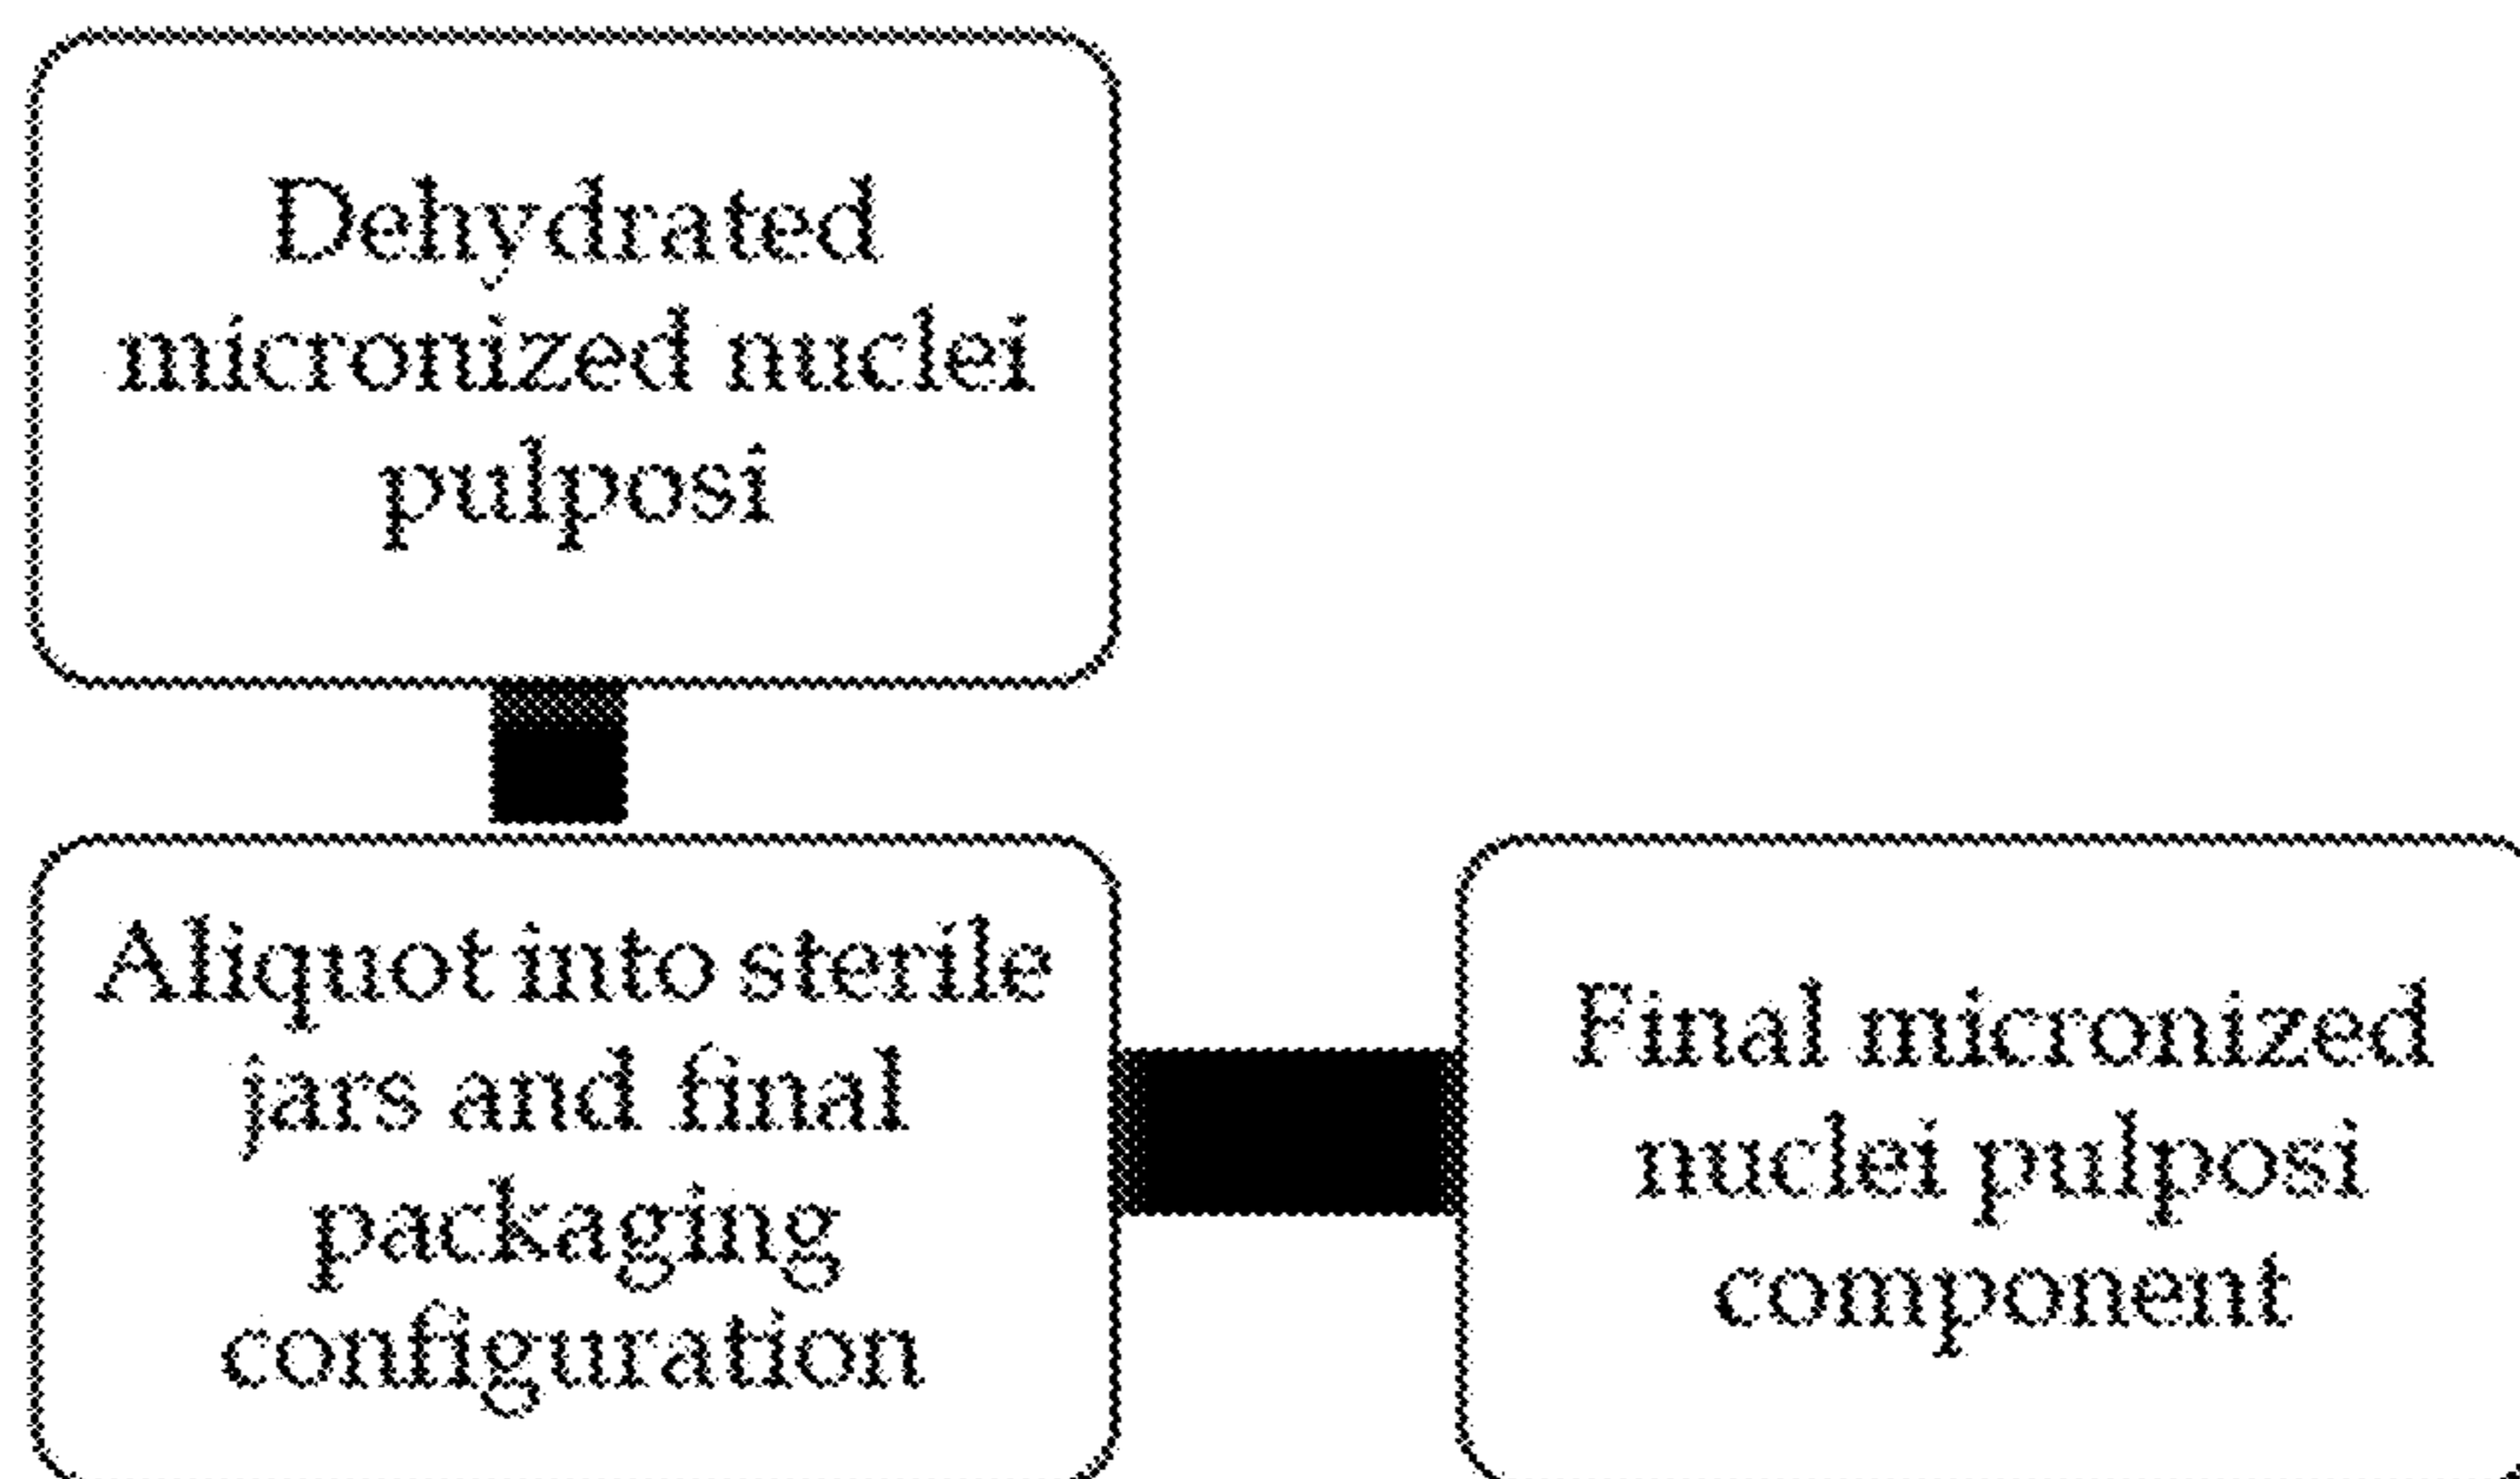 Dehydrated
micronized nuclei
pulposi
Aliquot into sterile
jars and final
packaging
configuration
Final micronized
nuclei pulposi
component